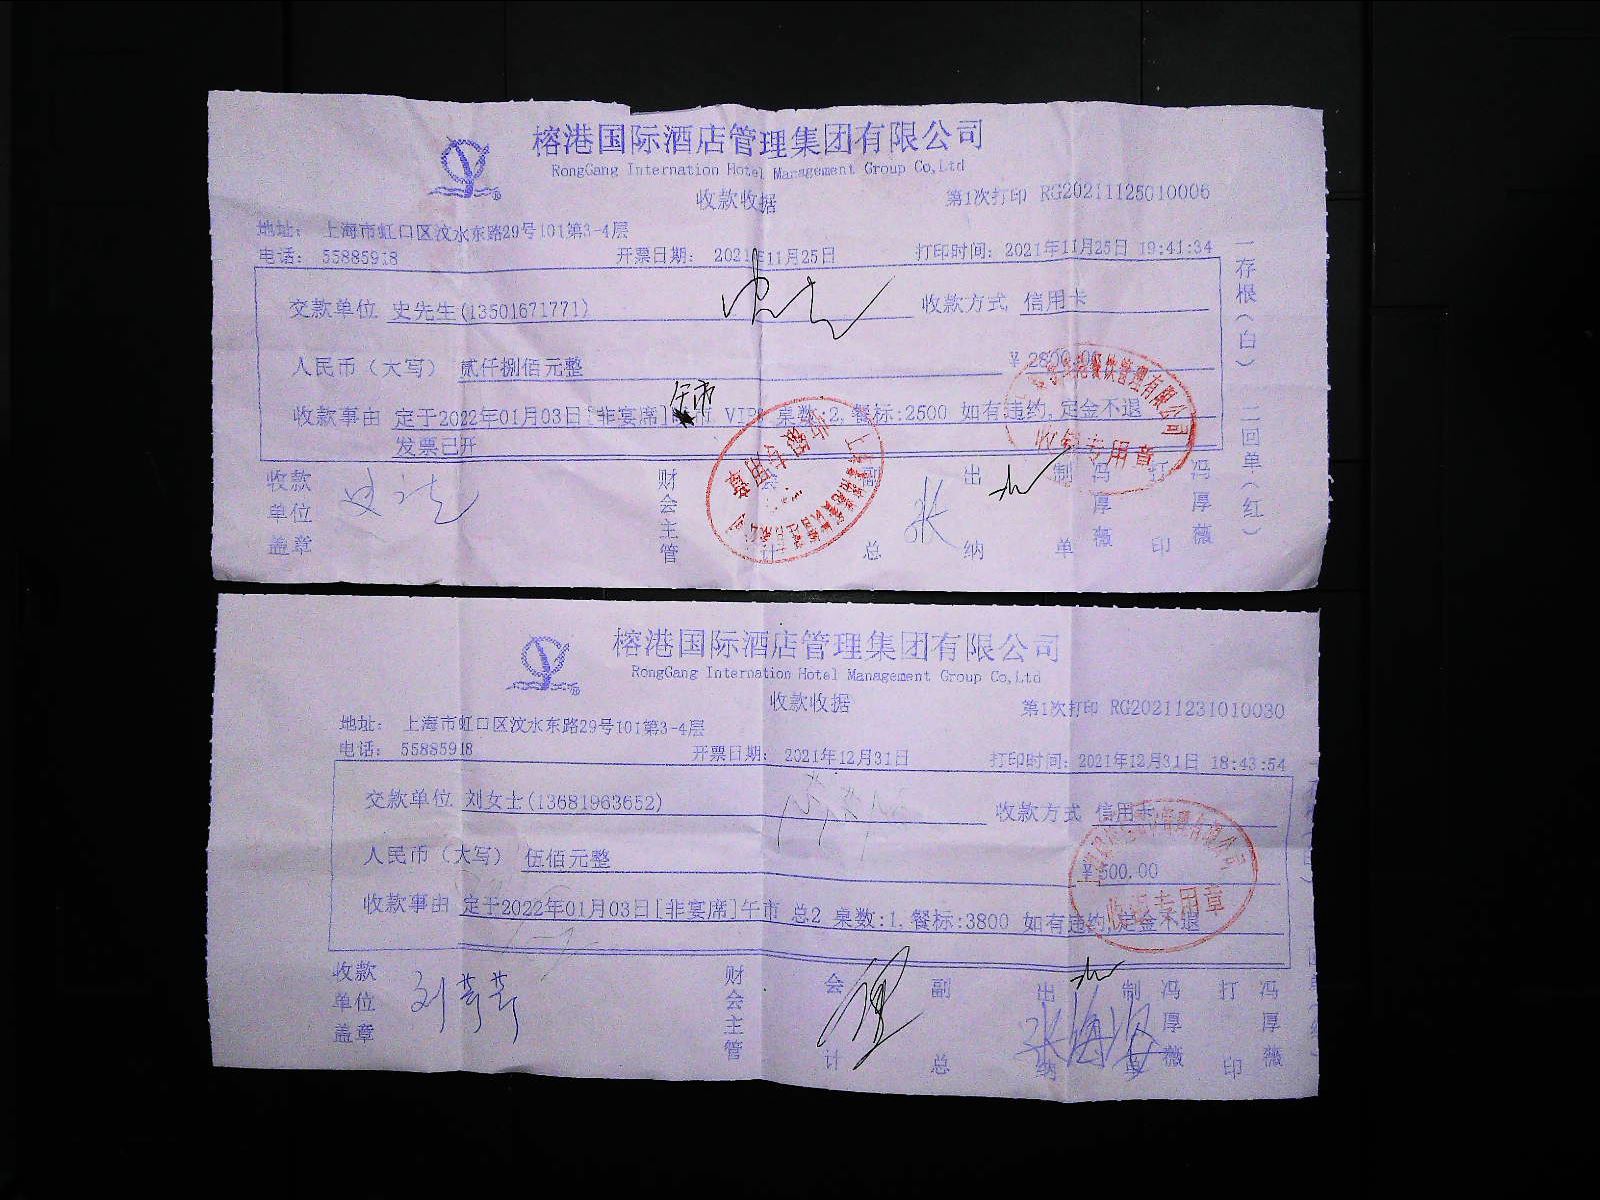 榕港国际酒店管理集团有限公司
RongGang Internation Hotel Management Group Co,Ltd
收款收据
第1次打印 RG20211125010006
地址： 上海市虹口区汶水东路29号101第3-4层
电话： 55885918 开票日期： 2021年11月25日 打印时间： 2021年11月25日 19:41:34
交款单位 史先生(13501671771) 收款方式 信用卡
人民币（大写） 贰仟捌佰元整 ￥2800.00
午市
收款事由 定于2022年01月03日[非宴席] VIP 桌数:2, 餐标:2500 如有违约,定金不退
发票已开
收款单位盖章 财会主管 会计 副总 张 出纳 制单 冯厚薇 打印 冯厚薇
一存根（白） 二回单（红）
收银专用章
榕港国际酒店管理集团有限公司
RongGang Internation Hotel Management Group Co,Ltd
收款收据
第1次打印 RG20211231010030
地址： 上海市虹口区汶水东路29号101第3-4层
电话： 55885918 开票日期： 2021年12月31日 打印时间： 2021年12月31日 18:43:54
交款单位 刘女士(13681963652) 收款方式 信用卡
人民币（大写） 伍佰元整 ￥500.00
收款事由 定于2022年01月03日[非宴席]午市 总2 桌数:1, 餐标:3800 如有违约,定金不退
收款单位盖章 财会主管 会计 副总 出纳 制单 冯厚薇 打印 冯厚薇
收银专用章